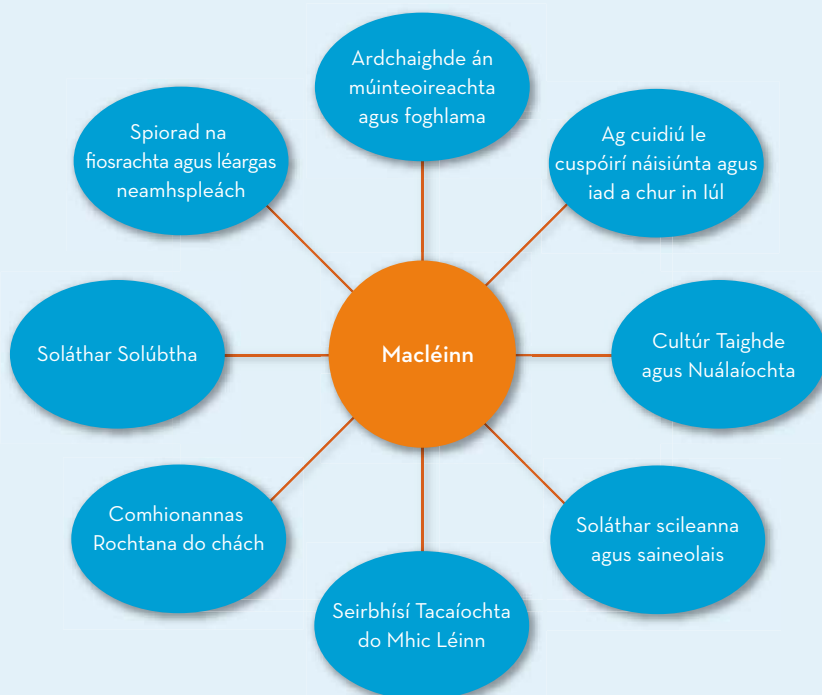 Ardchaighde án
múinteoireachta
agus foghlama
Spiorad na
fiosrachta agus léargas
neamhspleách
Ag cuidiú le
cuspóirí náisiúnta agus
iad a chur in Iúl
Soláthar Solúbtha
Macléinn
Cultúr Taighde
agus Nuálaíochta
Comhionannas
Rochtana do chách
Soláthar scileanna
agus saineolais
Seirbhísí Tacaíochta
do Mhic Léinn